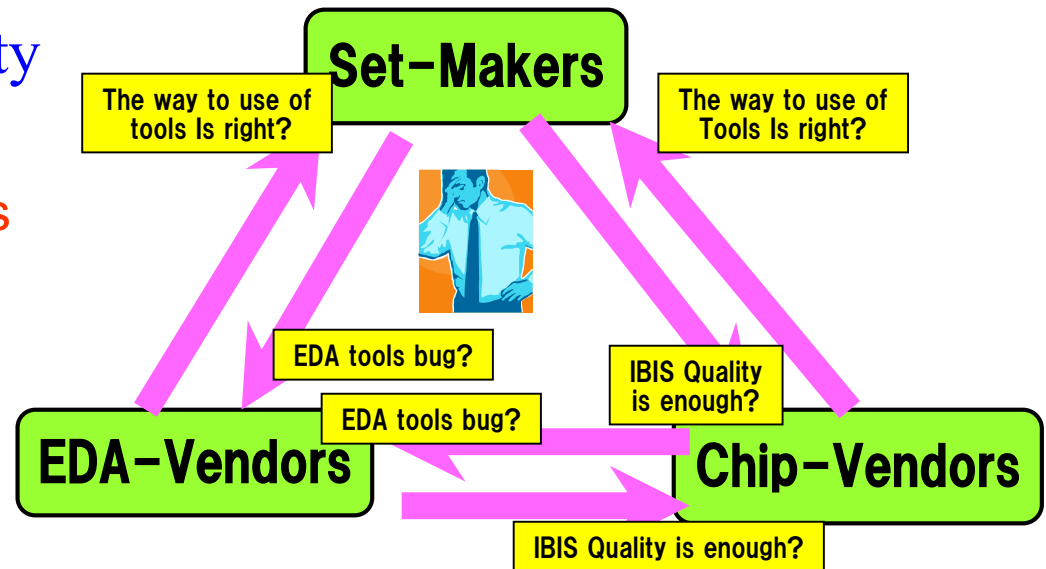 ty
Set-Makers
The way to use of
tools Is right?
The way to use of
Tools Is right?
s
EDA tools bug?
IBIS Quality
is enough?
EDA tools bug?
EDA-Vendors
Chip-Vendors
IBIS Quality is enough?